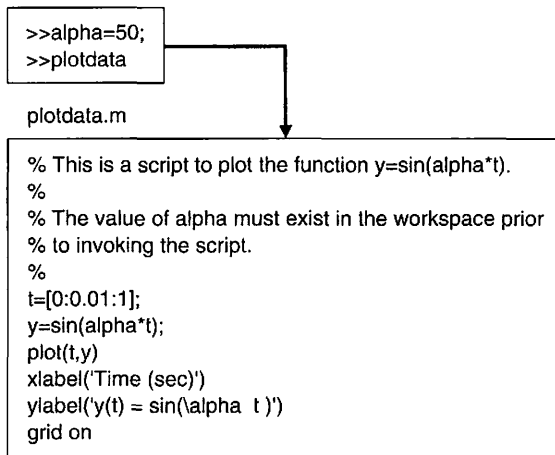 >>alpha=50;
>>plotdata
plotdata.m
% This is a script to plot the function y=sin(alpha*t).
%
% The value of alpha must exist in the workspace prior
% to invoking the script.
%
t=[0:0.01:1];
y=sin(alpha*t);
plot(t,y)
xlabel('Time (sec)')
ylabel('y(t) = sin(\alpha t )')
grid on